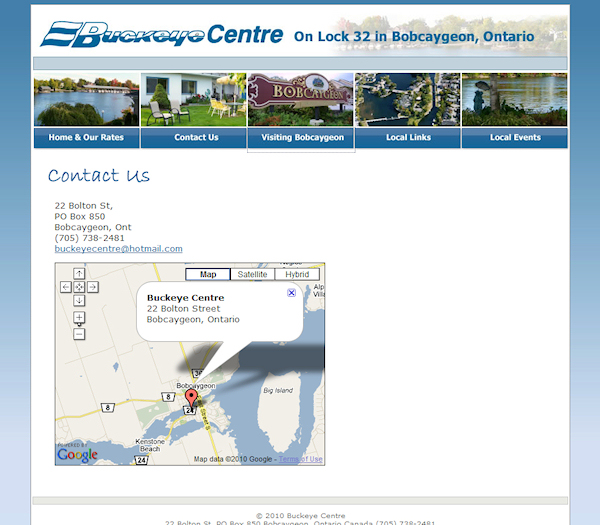 Buckeye Centre On Lock 32 in Bobcaygeon, Ontario
BOBCAYGEON
Home & Our Rates
Contact Us
Visiting Bobcaygeon
Local Links
Local Events
Contact Us
22 Bolton St,
PO Box 850
Bobcaygeon, Ont
(705) 738-2481
buckeyecentre@hotmail.com
Map
Satellite
Hybrid
Buckeye Centre
22 Bolton Street
Bobcaygeon, Ontario
Alp
Villa
36
Bobcaygeon
8
8
24
Big Island
Kenstone
Beach
24
POWERED BY
Google
Map data ©2010 Google - Terms of Use
© 2010 Buckeye Centre
22 Bolton St, PO Box 850 Bobcaygeon, Ontario Canada (705) 738-2481